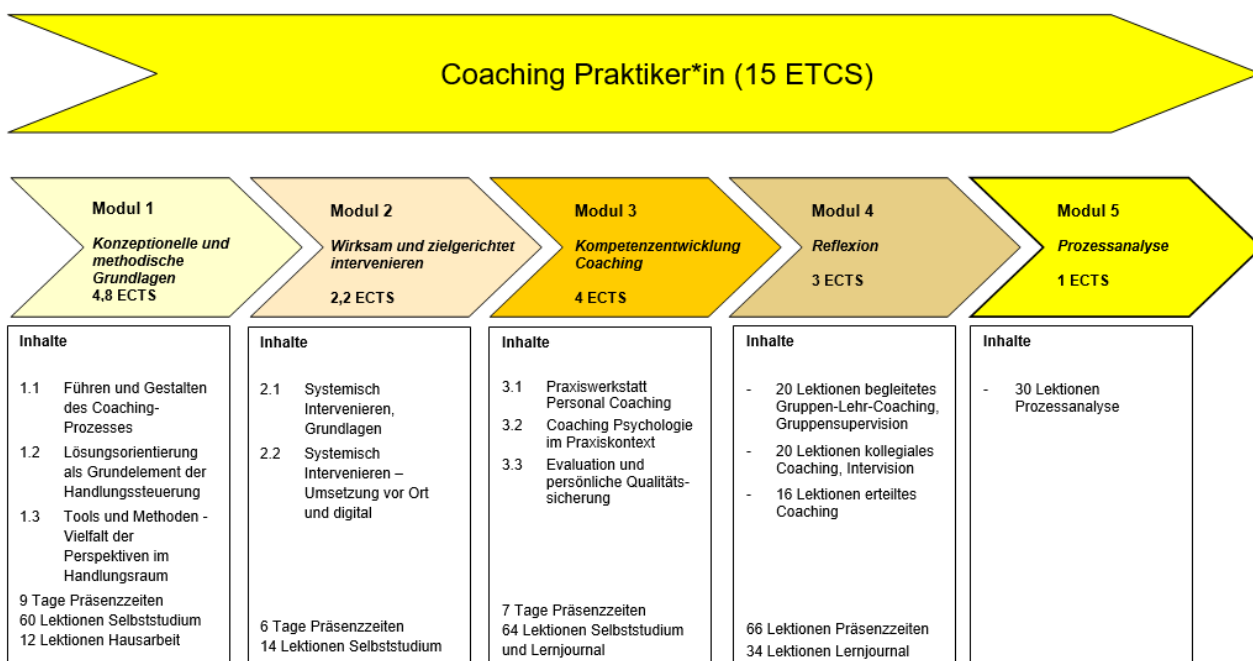 Coaching Praktiker*in (15 ETCS)
Modul 1
Konzeptionelle und
methodische
Grundlagen
4,8 ECTS
Modul 2
Wirksam und zielgerichtet
intervenieren
2,2 ECTS
Modul 3
Kompetenzentwicklung
Coaching
4 ECTS
Modul 4
Reflexion
3 ECTS
Modul 5
Prozessanalyse
1 ECTS
Inhalte
1.1 Führen und Gestalten
des Coaching-
Prozesses
1.2 Lösungsorientierung
als Grundelement der
Handlungssteuerung
1.3 Tools und Methoden -
Vielfalt der
Perspektiven im
Handlungsraum
9 Tage Präsenzzeiten
60 Lektionen Selbststudium
12 Lektionen Hausarbeit
Inhalte
2.1 Systemisch
Intervenieren,
Grundlagen
2.2 Systemisch
Intervenieren –
Umsetzung vor Ort
und digital
6 Tage Präsenzzeiten
14 Lektionen Selbststudium
Inhalte
3.1 Praxiswerkstatt
Personal Coaching
3.2 Coaching Psychologie
im Praxiskontext
3.3 Evaluation und
persönliche Qualitäts-
sicherung
7 Tage Präsenzzeiten
64 Lektionen Selbststudium
und Lernjournal
Inhalte
- 20 Lektionen begleitetes
Gruppen-Lehr-Coaching,
Gruppensupervision
- 20 Lektionen kollegiales
Coaching, Intervision
- 16 Lektionen erteiltes
Coaching
66 Lektionen Präsenzzeiten
34 Lektionen Lernjournal
Inhalte
- 30 Lektionen
Prozessanalyse